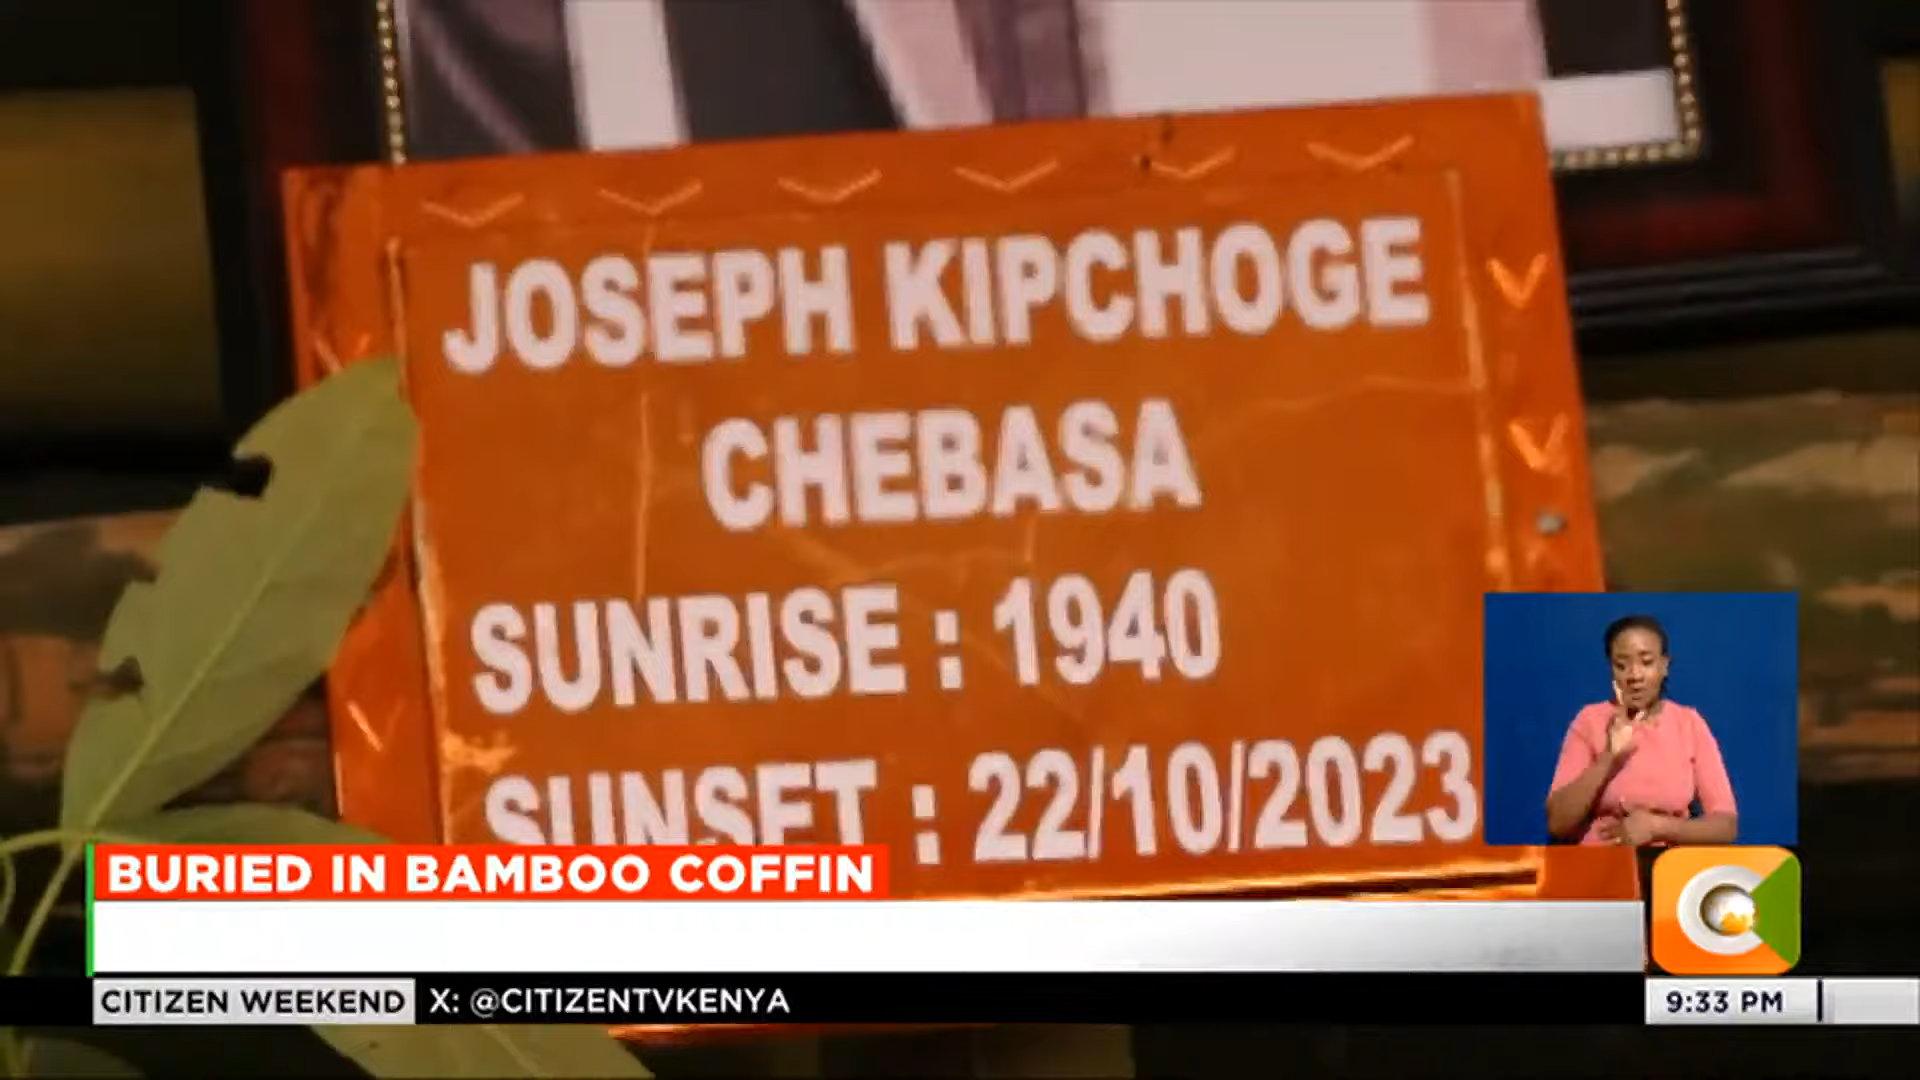 JOSEPH KIPCHOGE
CHEBASA
SUNRISE : 1940
SUNSET : 22/10/2023
BURIED IN BAMBOO COFFIN
CITIZEN WEEKEND X: @CITIZENTVKENYA
9:33 PM